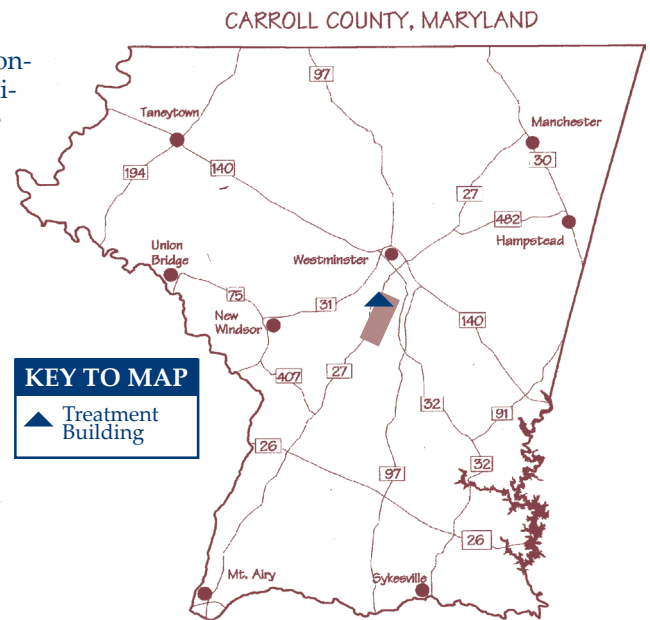 CARROLL COUNTY, MARYLAND
on-
i-
97
Taneytown
Manchester
30
194
140
27
482
Hampstead
Union
Bridge
Westminster
75
31
New
Windsor
140
KEY TO MAP
Treatment
Building
407
27
32
91
26
97
32
26
Mt. Airy
Sykesville